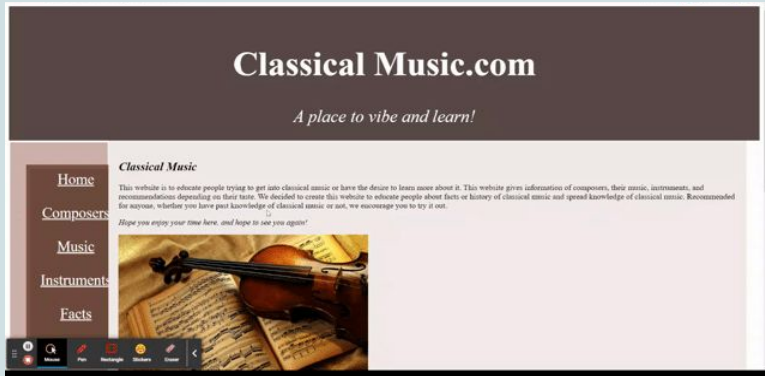 Classical Music.com
A place to vibe and learn!
Home
Composers
Music
Instruments
Facts
Classical Music
This website is to educate people trying to get into classical music or have the desire to learn more about it. This website gives information of composers, their music, instruments, and
recommendations depending on their taste. We decided to create this website to educate people about facts or history of classical music and spread knowledge of classical music. Recommended
for anyone, whether you have past knowledge of classical music or not, we encourage you to try it out.
Hope you enjoy your time here, and hope to see you again!
Mouse Pen Rectangle Stickers Eraser